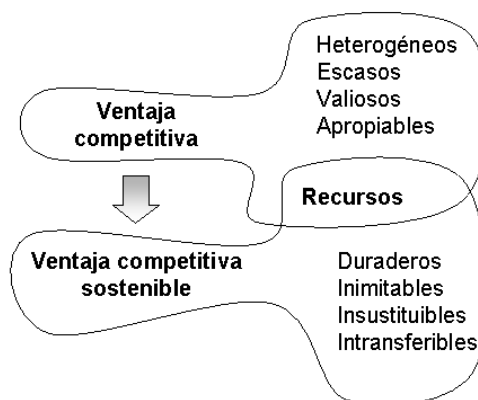 Heterogéneos
Escasos
Valiosos
Apropiables
Ventaja
competitiva
Recursos
Ventaja competitiva
sostenible
Duraderos
Inimitables
Insustituibles
Intransferibles